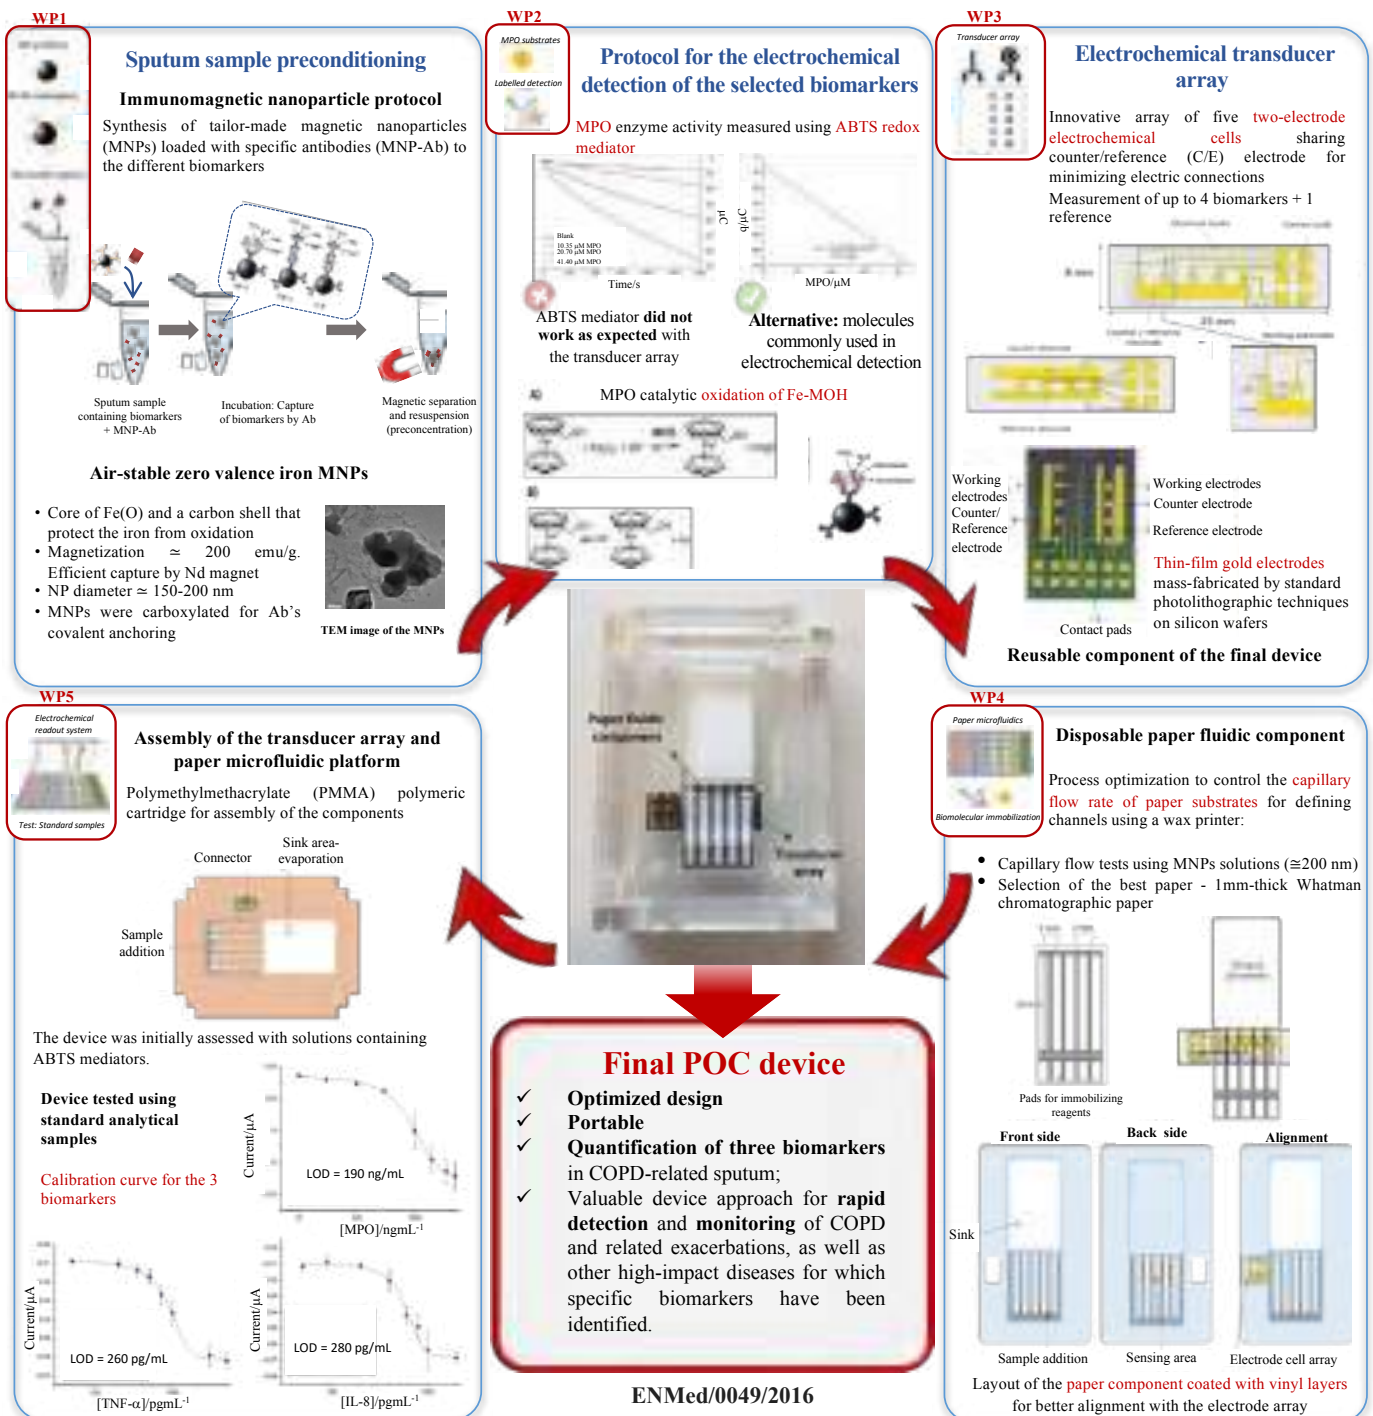 WP1
Sputum sample preconditioning
Immunomagnetic nanoparticle protocol
Synthesis of tailor-made magnetic nanoparticles
(MNPs) loaded with specific antibodies (MNP-Ab) to
the different biomarkers
Sputum sample
containing biomarkers
+ MNP-Ab
Incubation: Capture
of biomarkers by Ab
Magnetic separation
and resuspension
(preconcentration)
Air-stable zero valence iron MNPs
• Core of Fe(O) and a carbon shell that
protect the iron from oxidation
• Magnetization ≃ 200 emu/g.
Efficient capture by Nd magnet
• NP diameter ≃ 150-200 nm
• MNPs were carboxylated for Ab's
covalent anchoring
TEM image of the MNPs
WP2
MPO substrates
Labelled detection
Protocol for the electrochemical
detection of the selected biomarkers
MPO enzyme activity measured using ABTS redox
mediator
Blank
10.35 µM MPO
20.70 µM MPO
41.40 µM MPO
µC
Time/s
q/µC
MPO/µM
ABTS mediator did not
work as expected with
the transducer array
Alternative: molecules
commonly used in
electrochemical detection
MPO catalytic oxidation of Fe-MOH
A)
B)
WP3
Transducer array
Electrochemical transducer
array
Innovative array of five two-electrode
electrochemical cells sharing
counter/reference (C/E) electrode for
minimizing electric connections
Measurement of up to 4 biomarkers + 1
reference
Working
electrodes
Counter/
Reference
electrode
Working electrodes
Counter electrode
Reference electrode
Contact pads
Thin-film gold electrodes
mass-fabricated by standard
photolithographic techniques
on silicon wafers
Reusable component of the final device
WP5
Electrochemical
readout system
Test: Standard samples
Assembly of the transducer array and
paper microfluidic platform
Polymethylmethacrylate (PMMA) polymeric
cartridge for assembly of the components
Connector
Sink area-
evaporation
Sample
addition
The device was initially assessed with solutions containing
ABTS mediators.
Device tested using
standard analytical
samples
Calibration curve for the 3
biomarkers
Current/µA
LOD = 190 ng/mL
[MPO]/ngmL-1
Current/µA
LOD = 260 pg/mL
[TNF-α]/pgmL-1
Current/µA
LOD = 280 pg/mL
[IL-8]/pgmL-1
Paper fluidic
component
Transducer
array
Final POC device
✓ Optimized design
✓ Portable
✓ Quantification of three biomarkers
in COPD-related sputum;
✓ Valuable device approach for rapid
detection and monitoring of COPD
and related exacerbations, as well as
other high-impact diseases for which
specific biomarkers have been
identified.
ENMed/0049/2016
WP4
Paper microfluidics
Biomolecular immobilization
Disposable paper fluidic component
Process optimization to control the capillary
flow rate of paper substrates for defining
channels using a wax printer:
• Capillary flow tests using MNPs solutions (≅200 nm)
• Selection of the best paper - 1mm-thick Whatman
chromatographic paper
Pads for immobilizing
reagents
Front side
Back side
Alignment
Sink
Sample addition
Sensing area
Electrode cell array
Layout of the paper component coated with vinyl layers
for better alignment with the electrode array